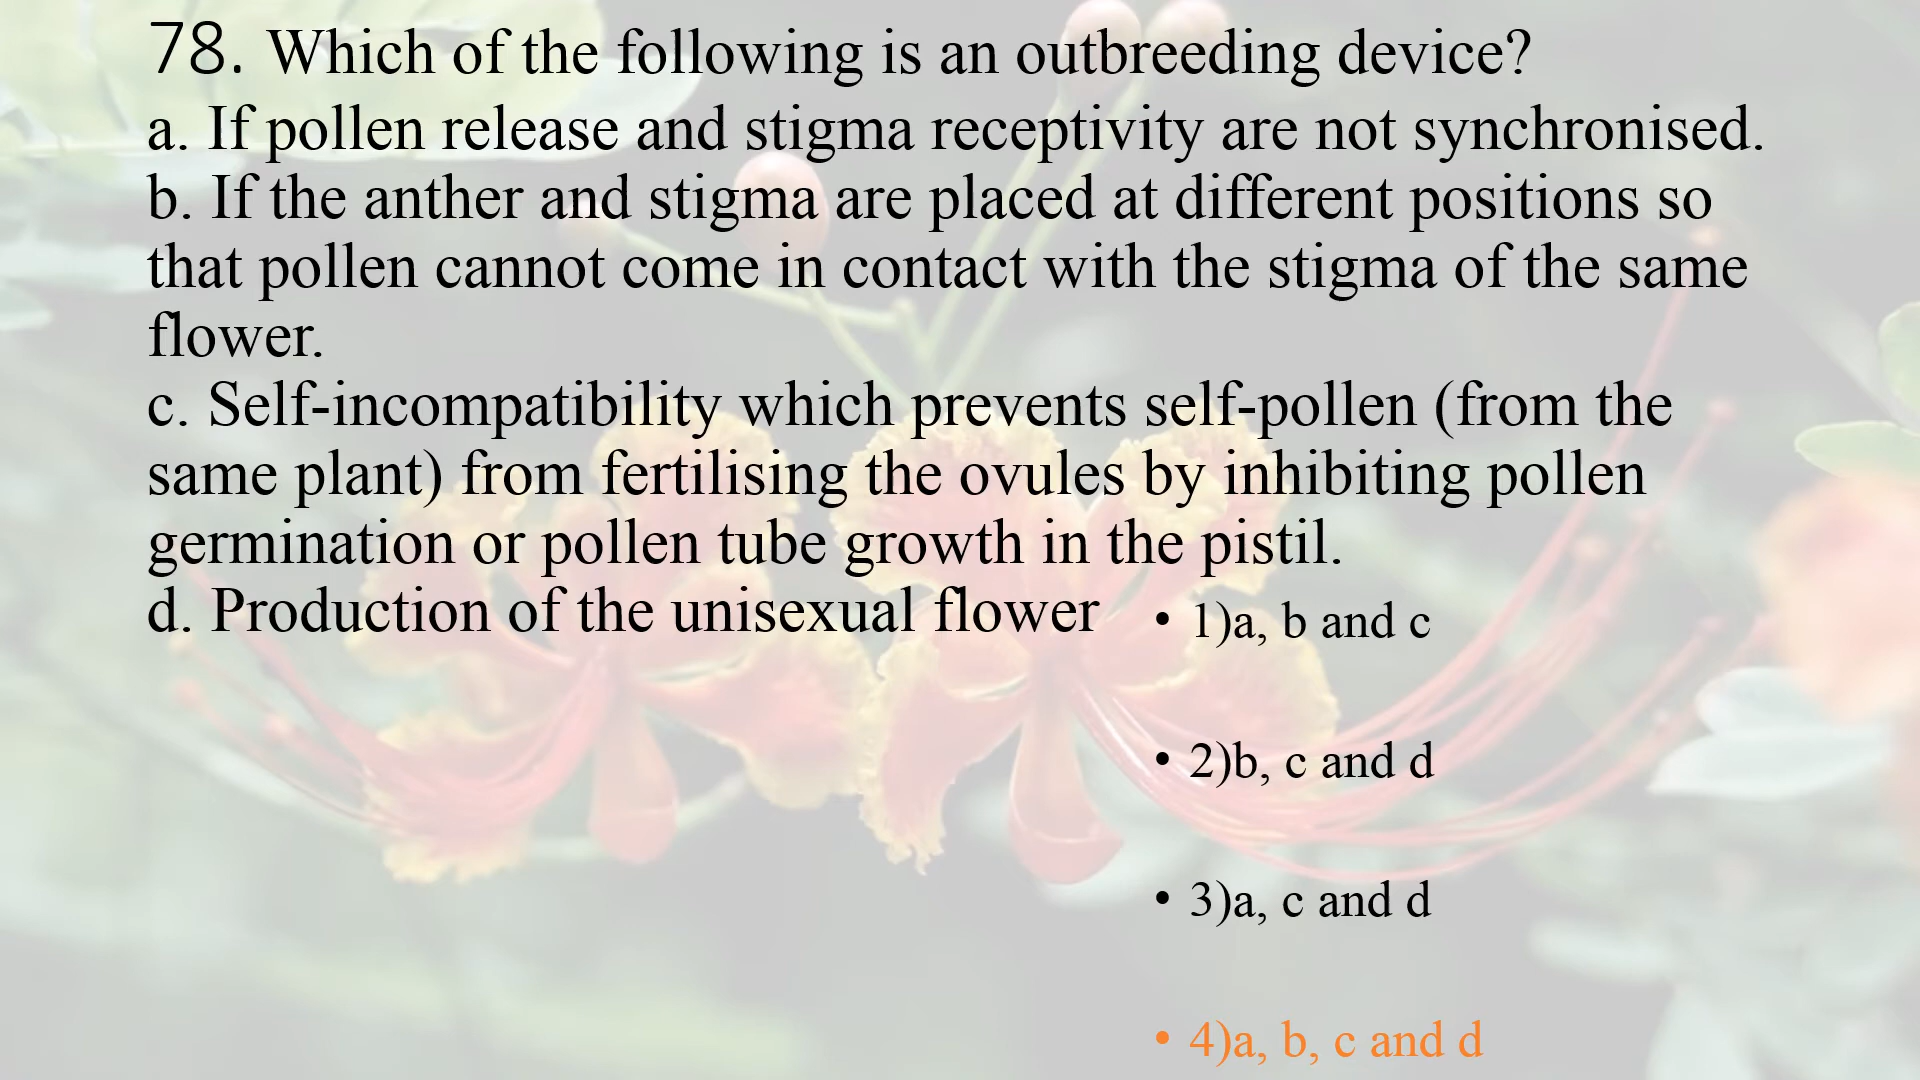 78. Which of the following is an outbreeding device?
a. If pollen release and stigma receptivity are not synchronised.
b. If the anther and stigma are placed at different positions so
that pollen cannot come in contact with the stigma of the same
flower.
c. Self-incompatibility which prevents self-pollen (from the
same plant) from fertilising the ovules by inhibiting pollen
germination or pollen tube growth in the pistil.
d. Production of the unisexual flower
• 1)a, b and c
• 2)b, c and d
• 3)a, c and d
• 4)a, b, c and d